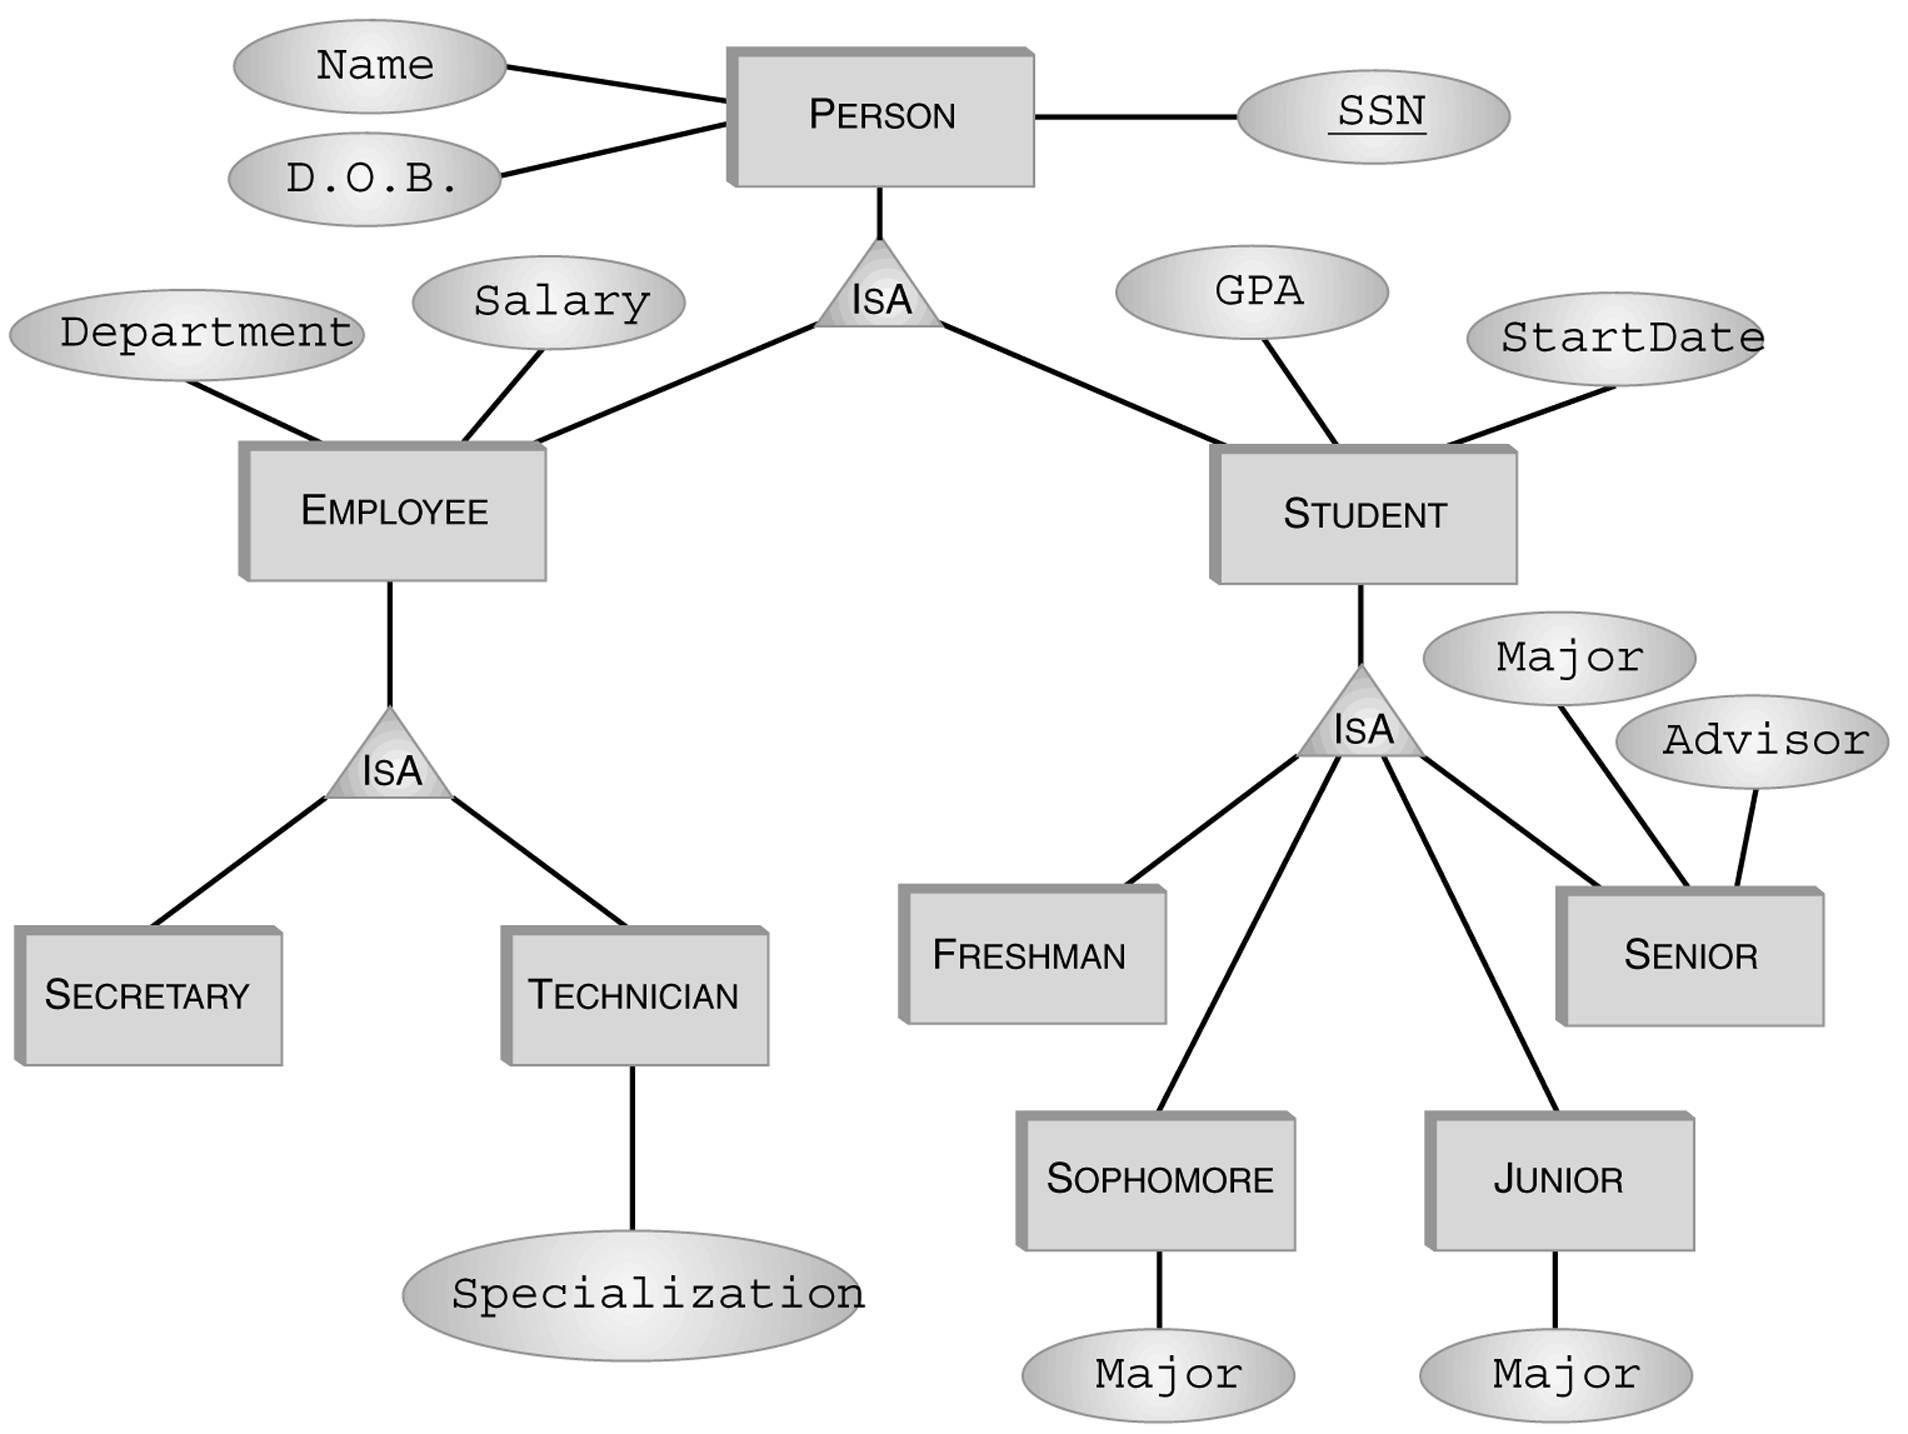 Name
PERSON
SSN
D.O.B.
Department
Salary
ISA
GPA
StartDate
EMPLOYEE
STUDENT
Major
Advisor
ISA
ISA
SECRETARY
TECHNICIAN
FRESHMAN
SENIOR
SOPHOMORE
JUNIOR
Specialization
Major
Major